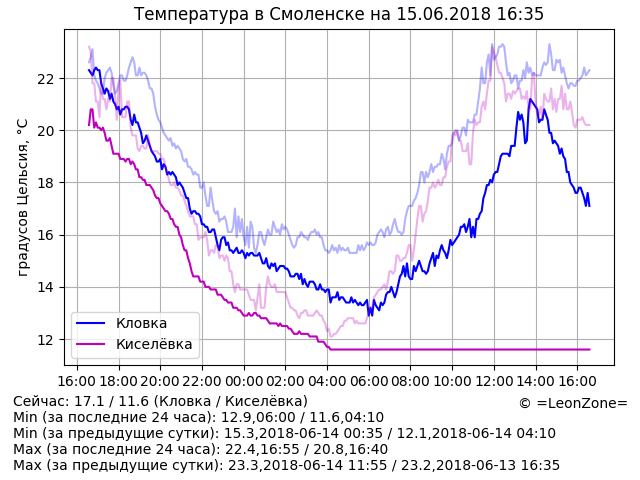 Температура в Смоленске на 15.06.2018 16:35
градусов Цельсия, °C
22
20
18
16
14
12
Кловка
Киселёвка
16:00 18:00 20:00 22:00 00:00 02:00 04:00 06:00 08:00 10:00 12:00 14:00 16:00
Сейчас: 17.1 / 11.6 (Кловка / Киселёвка)
© =LeonZone=
Min (за последние 24 часа): 12.9,06:00 / 11.6,04:10
Min (за предыдущие сутки): 15.3,2018-06-14 00:35 / 12.1,2018-06-14 04:10
Max (за последние 24 часа): 22.4,16:55 / 20.8,16:40
Max (за предыдущие сутки): 23.3,2018-06-14 11:55 / 23.2,2018-06-13 16:35